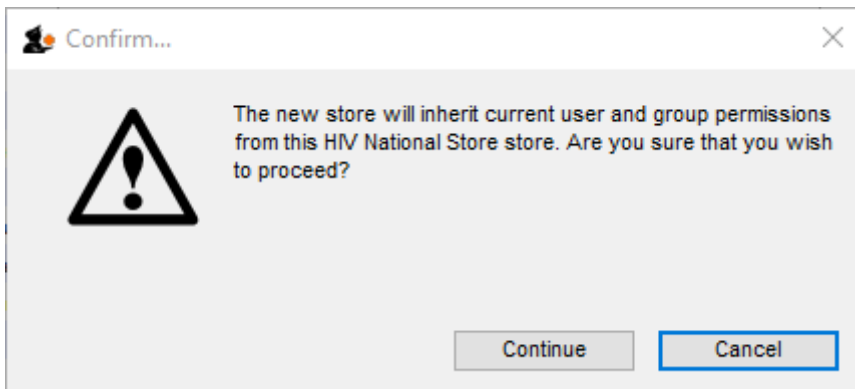 Confirm...
The new store will inherit current user and group permissions
from this HIV National Store store. Are you sure that you wish
to proceed?
Continue
Cancel